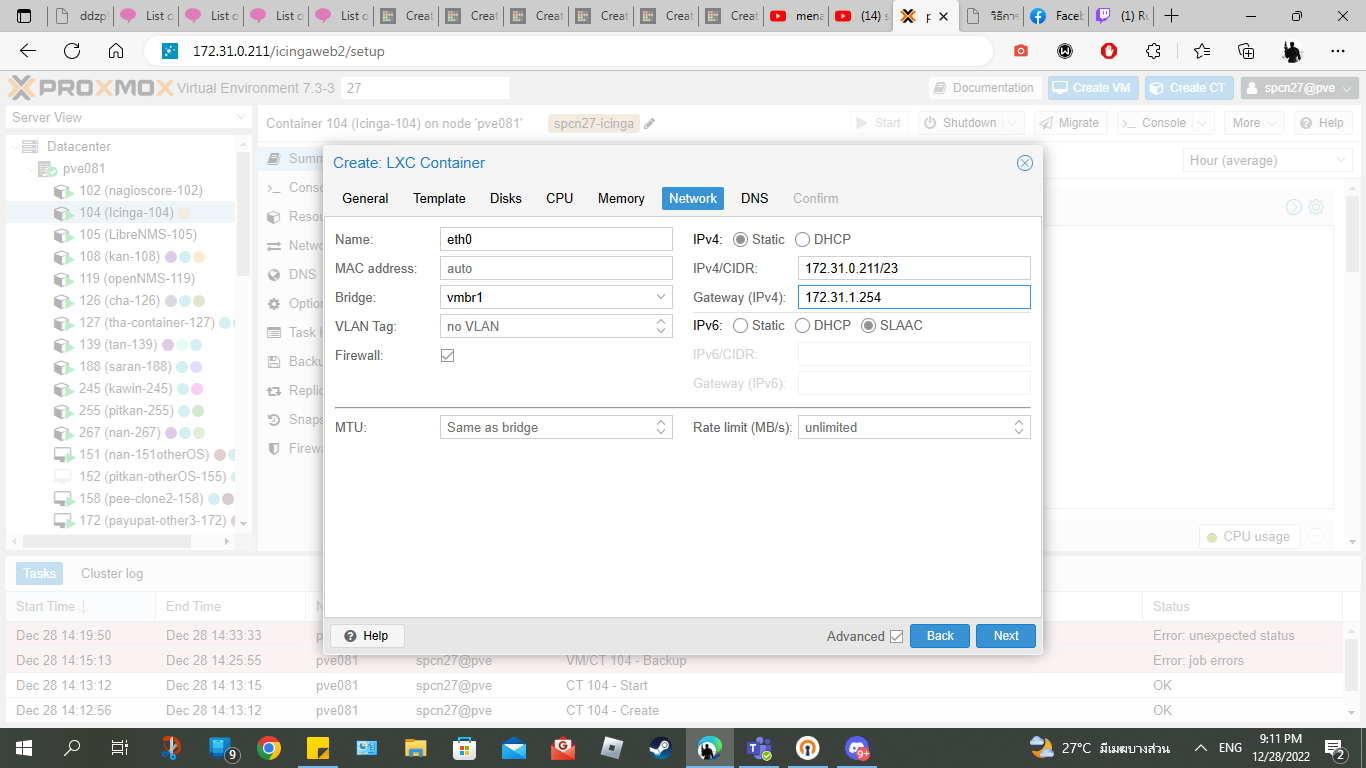 ddzp
List o
List o
List o
List o
Creat
Creat
Creat
Creat
Creat
Creat
mena
(14) s
p
วิธีการ
Faceb
(1) Ru
172.31.0.211/icingaweb2/setup
PROXMOX Virtual Environment 7.3-3 27
Documentation Create VM Create CT spcn27@pve
Server View
Container 104 (Icinga-104) on node 'pve081' spcn27-icinga Start Shutdown Migrate Console More Help
Datacenter
pve081
102 (nagioscore-102)
104 (Icinga-104)
105 (LibreNMS-105)
108 (kan-108)
119 (openNMS-119)
126 (cha-126)
127 (tha-container-127)
139 (tan-139)
188 (saran-188)
245 (kawin-245)
255 (pitkan-255)
267 (nan-267)
151 (nan-151otherOS)
152 (pitkan-otherOS-155)
158 (pee-clone2-158)
172 (payupat-other3-172)
Summ
Conso
Resou
Netwo
DNS
Option
Task H
Backu
Replic
Snaps
Firewa
Hour (average)
CPU usage
Create: LXC Container
General Template Disks CPU Memory Network DNS Confirm
Name: eth0
MAC address: auto
Bridge: vmbr1
VLAN Tag: no VLAN
Firewall:
IPv4: Static DHCP
IPv4/CIDR: 172.31.0.211/23
Gateway (IPv4): 172.31.1.254
IPv6: Static DHCP SLAAC
IPv6/CIDR:
Gateway (IPv6):
MTU: Same as bridge
Rate limit (MB/s): unlimited
Help Advanced Back Next
Tasks Cluster log
Start Time End Time N Status
Dec 28 14:19:50 Dec 28 14:33:33 p Error: unexpected status
Dec 28 14:15:13 Dec 28 14:25:55 pve081 spcn27@pve VM/CT 104 - Backup Error: job errors
Dec 28 14:13:12 Dec 28 14:13:15 pve081 spcn27@pve CT 104 - Start OK
Dec 28 14:12:56 Dec 28 14:13:12 pve081 spcn27@pve CT 104 - Create OK
9
9+
27°C มีเมฆบางส่วน
ENG
9:11 PM
12/28/2022
2